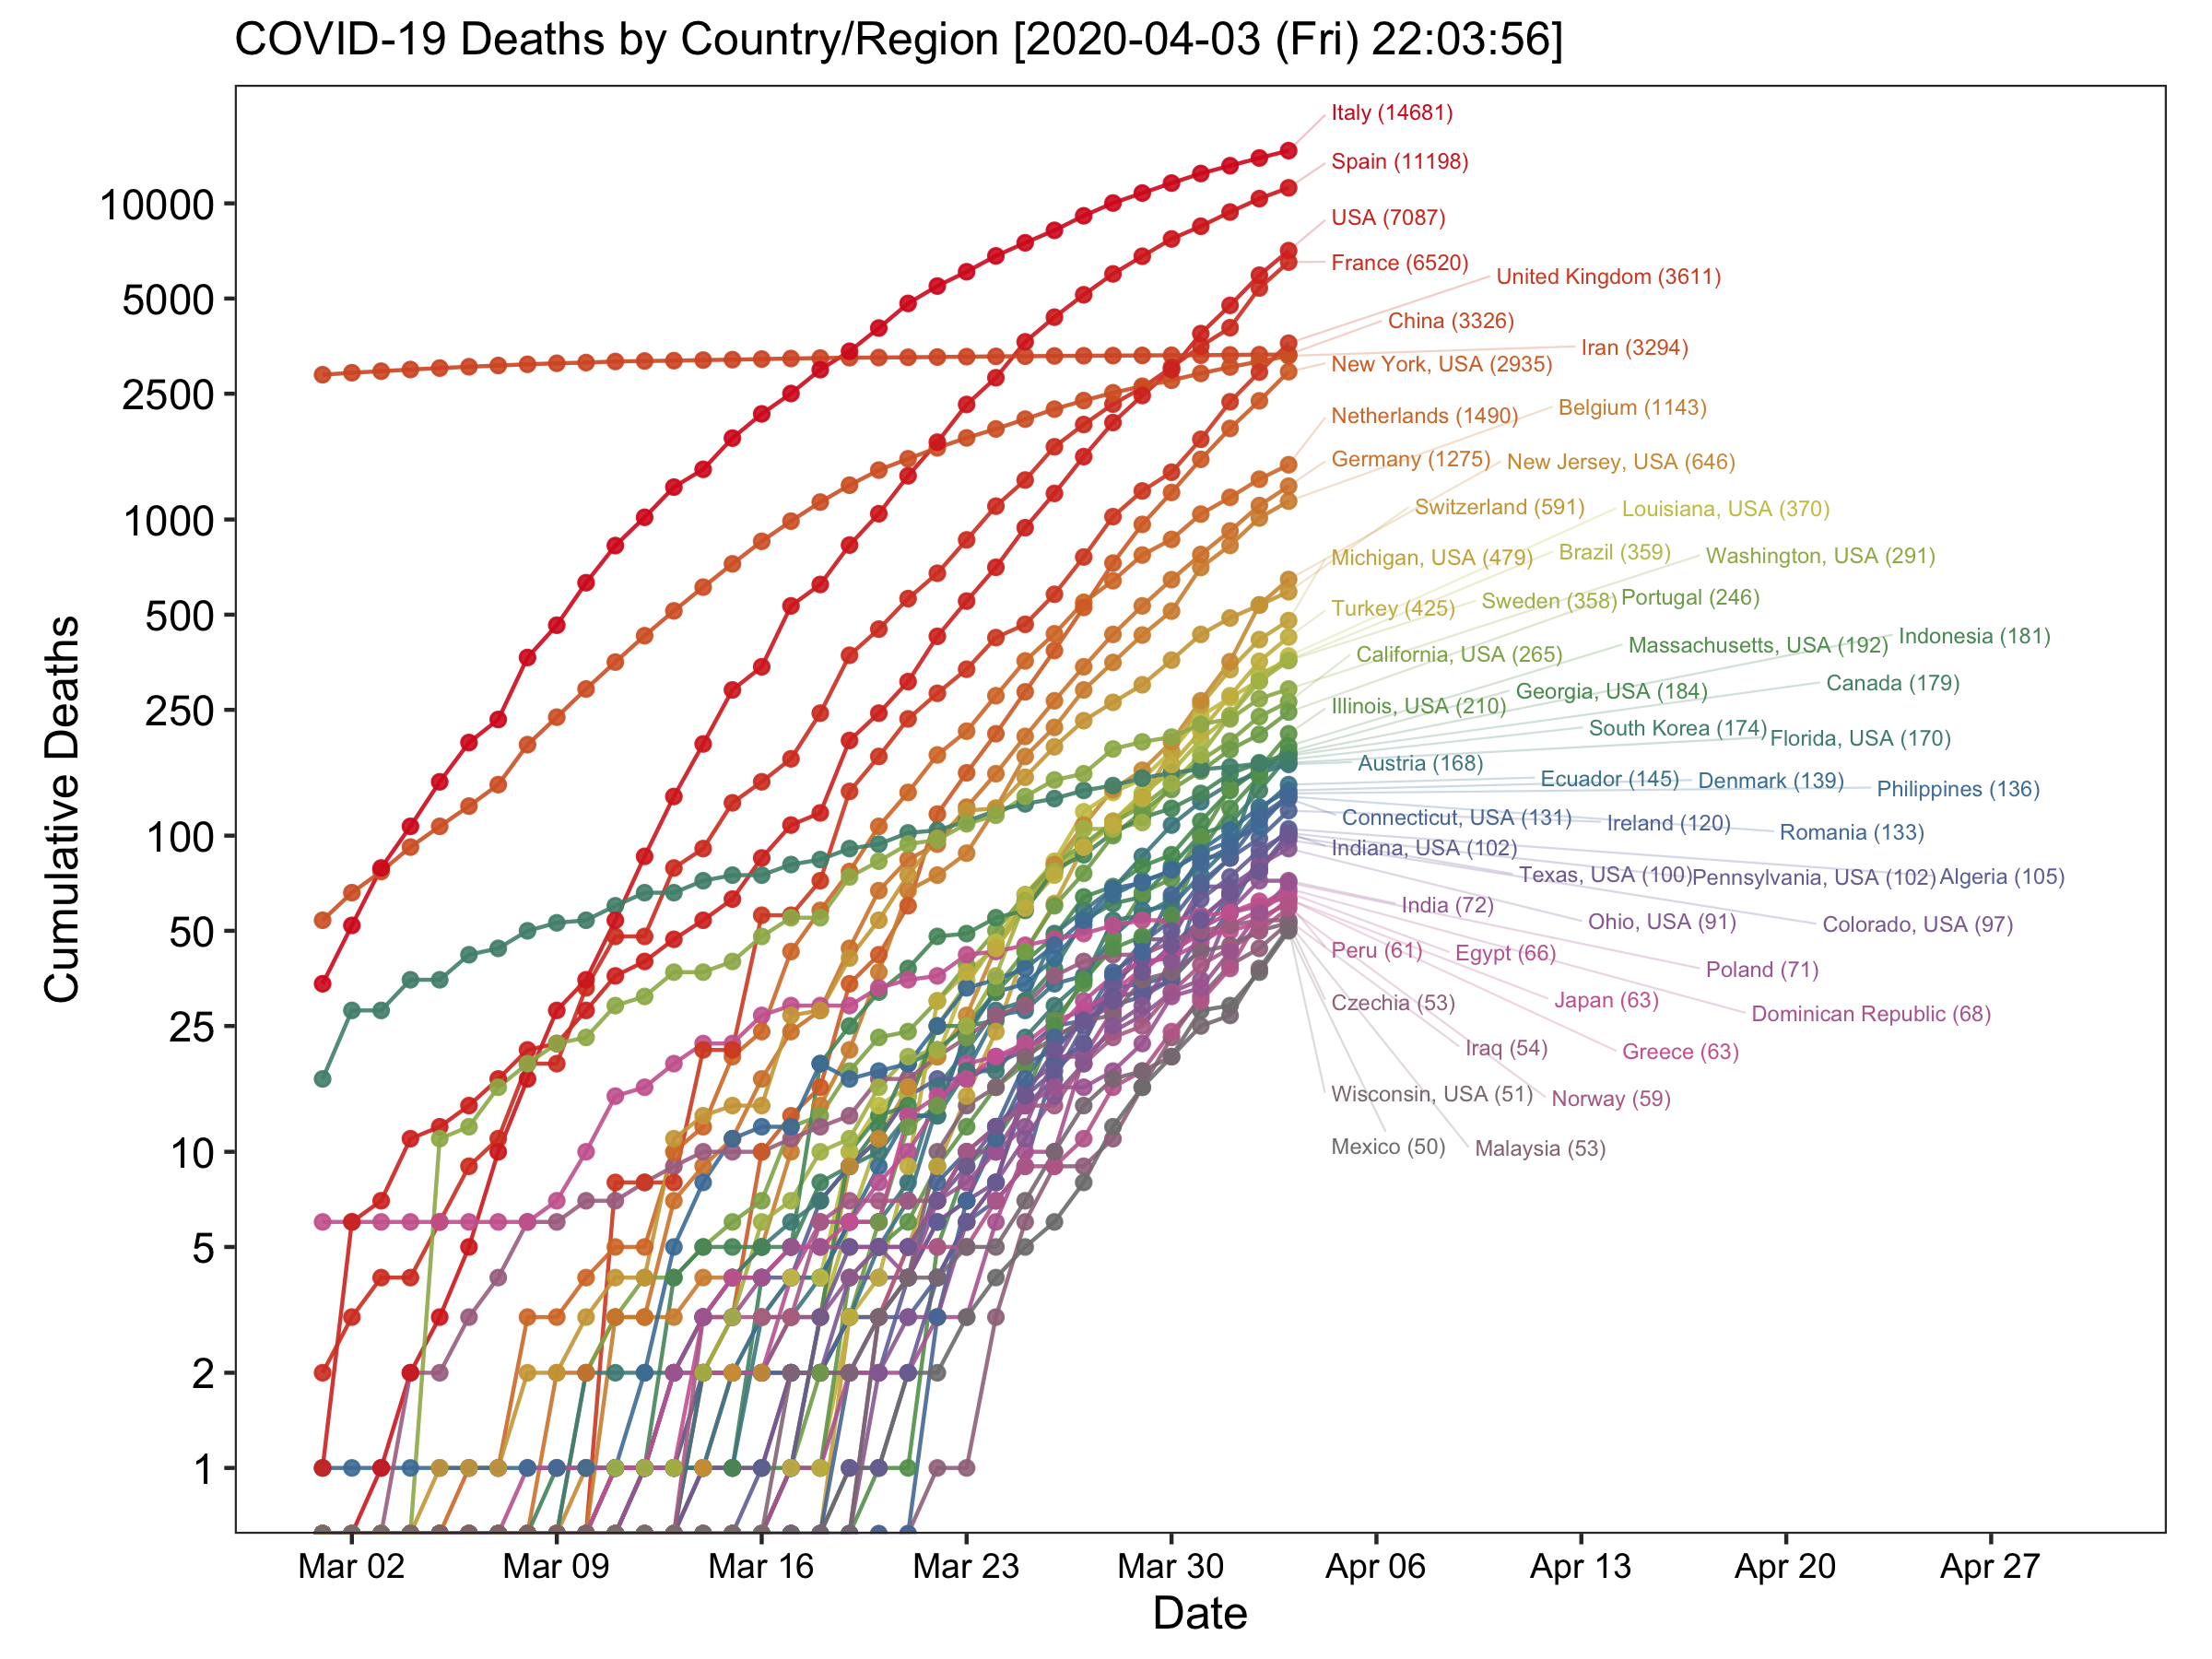 COVID-19 Deaths by Country/Region [2020-04-03 (Fri) 22:03:56]
Cumulative Deaths
10000
5000
2500
1000
500
250
100
50
25
10
5
2
1
Italy (14681)
Spain (11198)
USA (7087)
France (6520)
United Kingdom (3611)
China (3326)
Iran (3294)
New York, USA (2935)
Belgium (1143)
Netherlands (1490)
Germany (1275)
New Jersey, USA (646)
Switzerland (591)
Louisiana, USA (370)
Michigan, USA (479)
Brazil (359)
Washington, USA (291)
Turkey (425)
Sweden (358)
Portugal (246)
California, USA (265)
Massachusetts, USA (192)
Indonesia (181)
Illinois, USA (210)
Georgia, USA (184)
Canada (179)
South Korea (174)
Florida, USA (170)
Austria (168)
Ecuador (145)
Denmark (139)
Philippines (136)
Connecticut, USA (131)
Ireland (120)
Romania (133)
Indiana, USA (102)
Texas, USA (100)
Pennsylvania, USA (102)
Algeria (105)
India (72)
Ohio, USA (91)
Colorado, USA (97)
Peru (61)
Egypt (66)
Poland (71)
Czechia (53)
Japan (63)
Dominican Republic (68)
Iraq (54)
Greece (63)
Wisconsin, USA (51)
Norway (59)
Mexico (50)
Malaysia (53)
Mar 02
Mar 09
Mar 16
Mar 23
Mar 30
Apr 06
Apr 13
Apr 20
Apr 27
Date